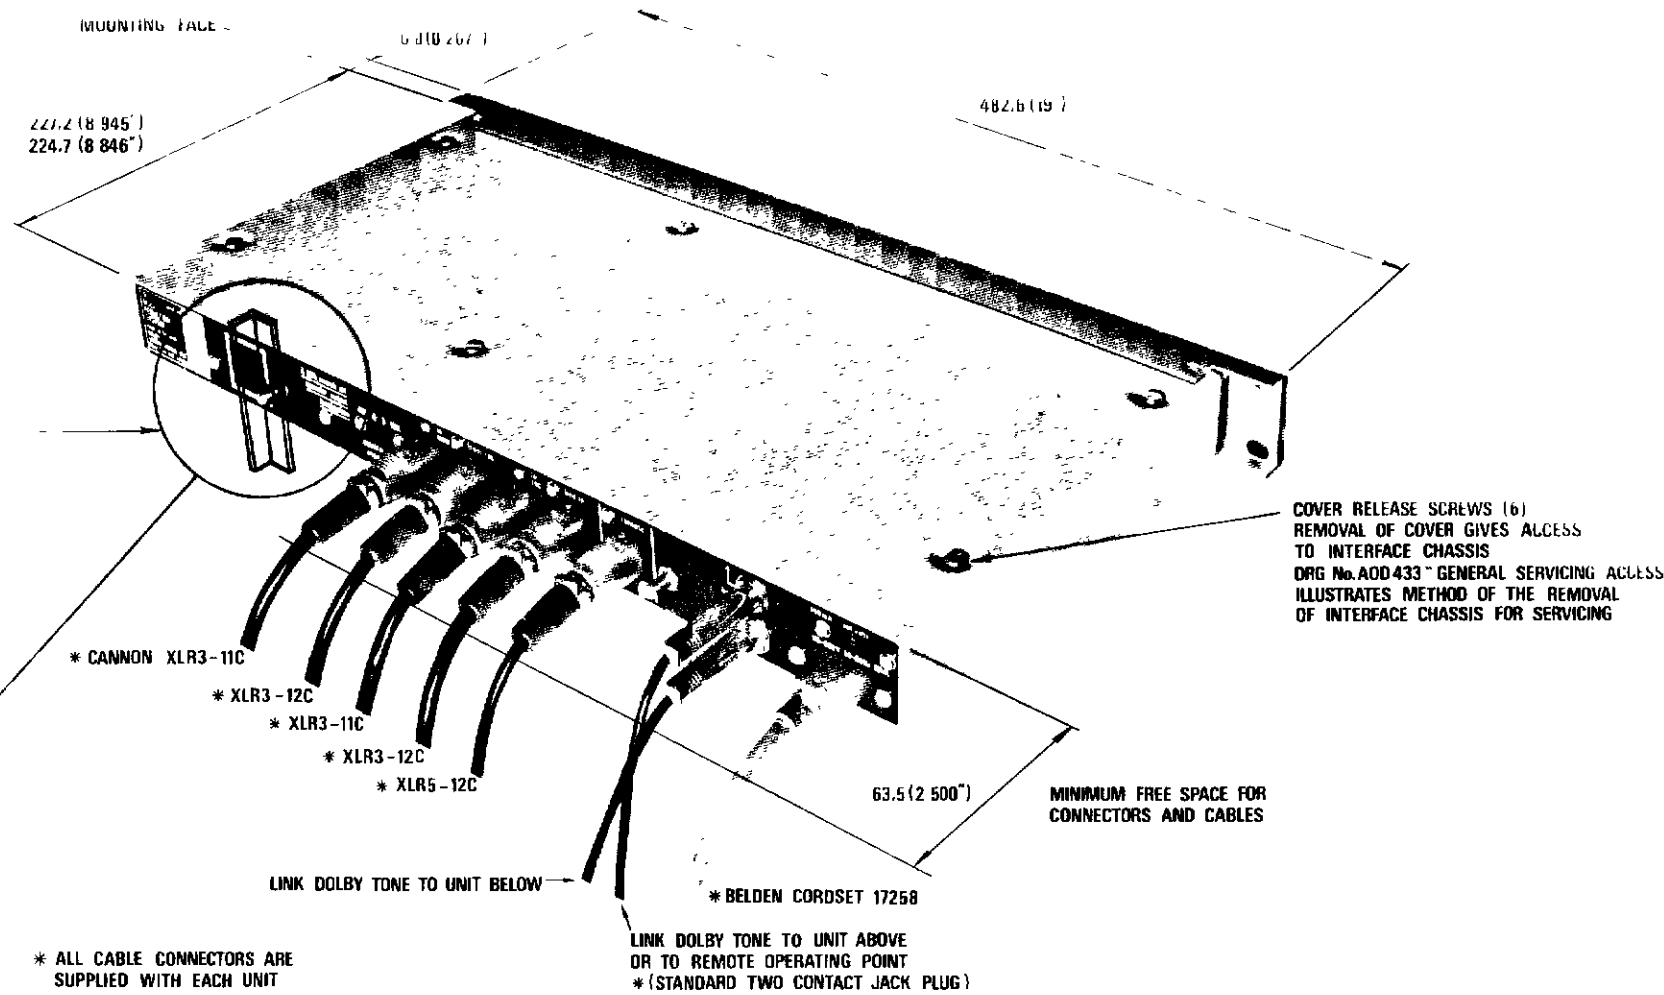 MOUNTING FACE
482.6 (19")
227.2 (8 945")
224.7 (8 846")
COVER RELEASE SCREWS (6)
REMOVAL OF COVER GIVES ACCESS
TO INTERFACE CHASSIS
DRG No. AOD 433 "GENERAL SERVICING ACCESS
ILLUSTRATES METHOD OF THE REMOVAL
OF INTERFACE CHASSIS FOR SERVICING
* CANNON XLR3-11C
* XLR3-12C
* XLR3-11C
* XLR3-12C
* XLR5-12C
63.5 (2 500")
MINIMUM FREE SPACE FOR
CONNECTORS AND CABLES
LINK DOLBY TONE TO UNIT BELOW
* BELDEN CORDSET 17258
LINK DOLBY TONE TO UNIT ABOVE
OR TO REMOTE OPERATING POINT
* (STANDARD TWO CONTACT JACK PLUG)
* ALL CABLE CONNECTORS ARE
SUPPLIED WITH EACH UNIT